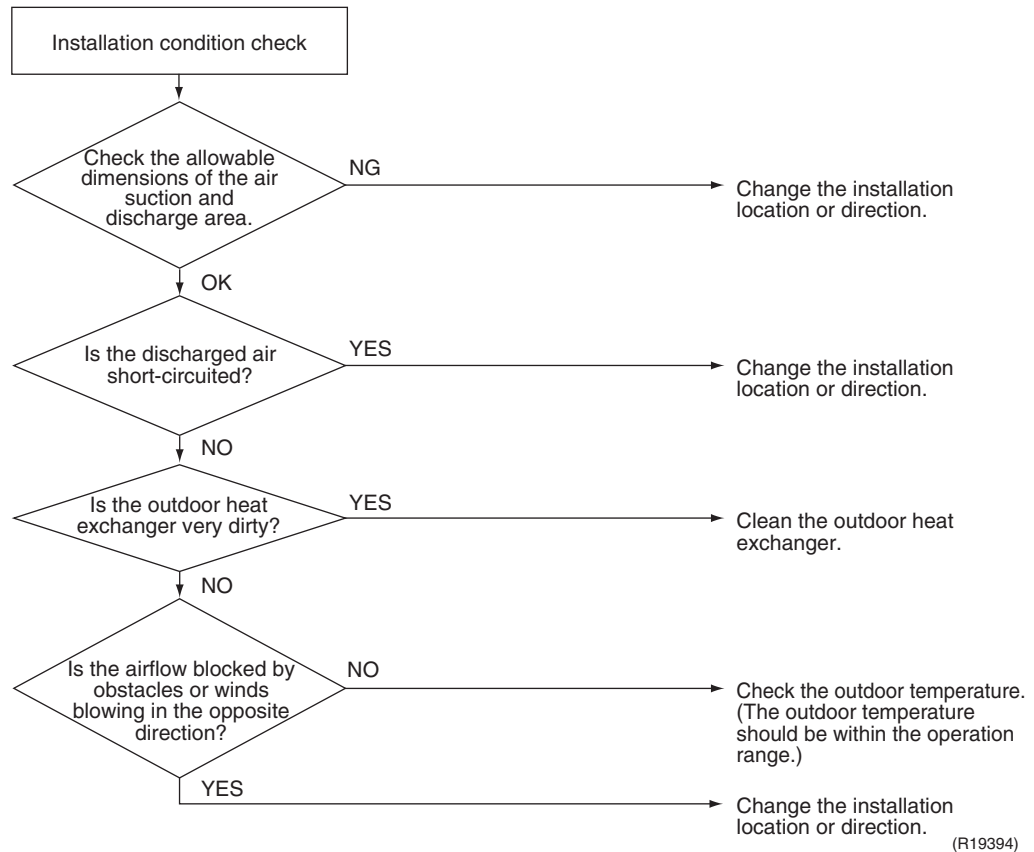 Installation condition check
Check the allowable
dimensions of the air
suction and
discharge area.
NG
Change the installation
location or direction.
OK
Is the discharged air
short-circuited?
YES
Change the installation
location or direction.
NO
Is the outdoor heat
exchanger very dirty?
YES
Clean the outdoor heat
exchanger.
NO
Is the airflow blocked by
obstacles or winds
blowing in the opposite
direction?
NO
Check the outdoor temperature.
(The outdoor temperature
should be within the operation
range.)
YES
Change the installation
location or direction.
(R19394)